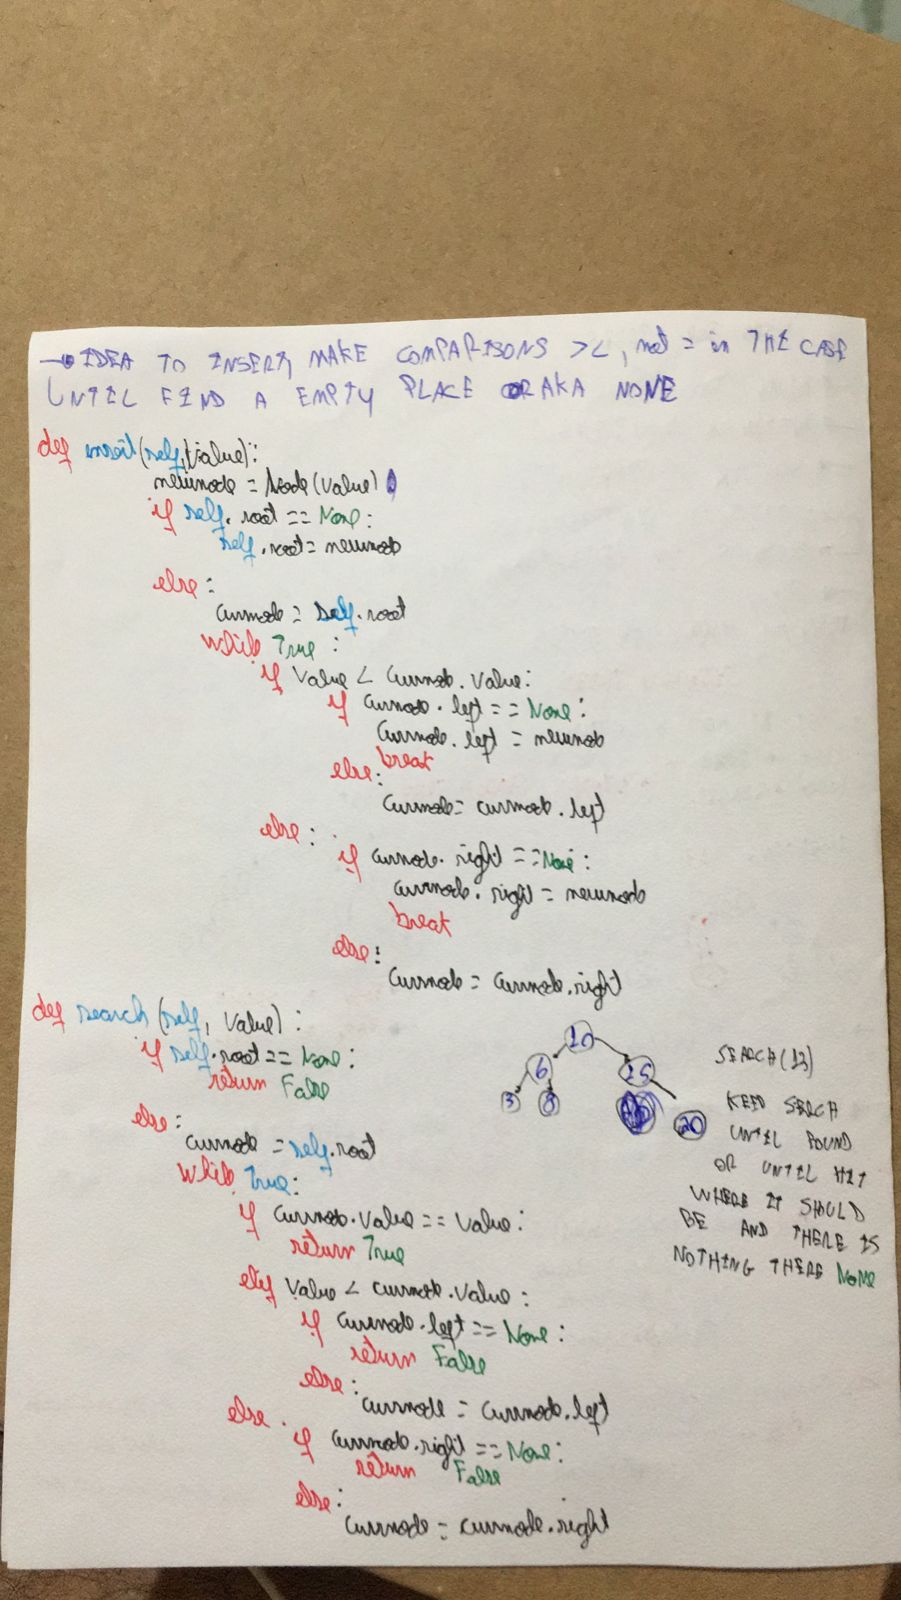 → IDEA TO INSERT, MAKE COMPARISONS > <, not = in THE CASE
UNTIL FIND A EMPTY PLACE OR AKA NONE
def insert(self, value):
newnode = Node(value)
if self.root == None:
self.root = newnode
else:
currnode = self.root
while True:
if value < currnode.value:
if currnode.left == None:
currnode.left = newnode
break
else:
currnode = currnode.left
else:
if currnode.right == None:
currnode.right = newnode
break
else:
currnode = currnode.right
def search(self, value):
if self.root == None:
return False
else:
currnode = self.root
while True:
if currnode.value == value:
return True
elif value < currnode.value:
if currnode.left == None:
return False
else:
currnode = currnode.left
else:
if currnode.right == None:
return False
else:
currnode = currnode.right
10
6 15
3 8 20
SEARCH(13)
KEEP SERCH
UNTIL FOUND
OR UNTIL HIT
WHERE IT SHOULD
BE AND THERE IS
NOTHING THERE NONE